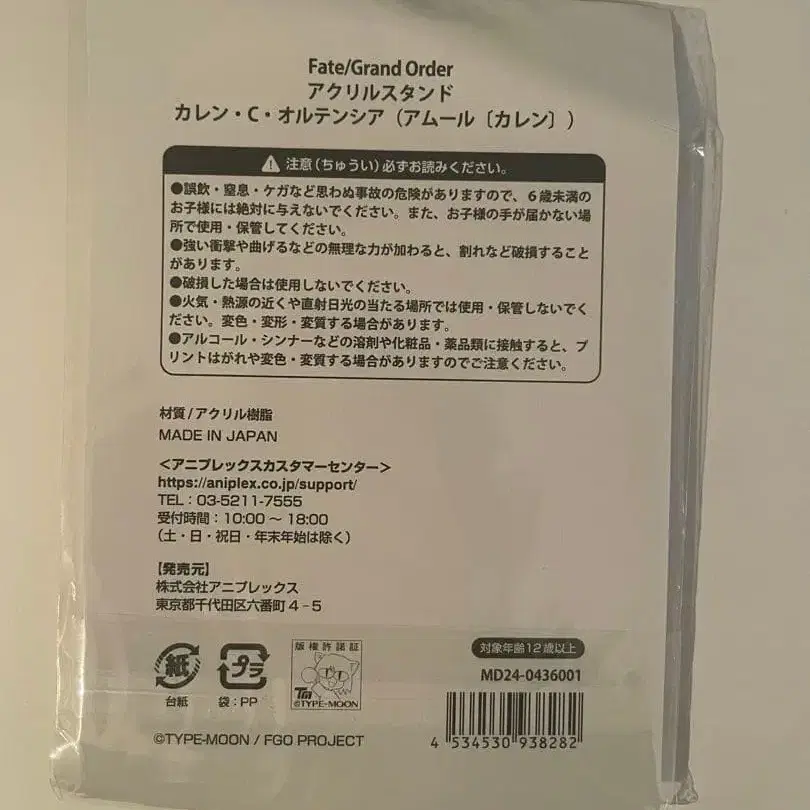 Fate/Grand Order
アクリルスタンド
カレン・C・オルテンシア（アムール〔カレン〕）
注意（ちゅうい）必ずお読みください。
●誤飲・窒息・ケガなど思わぬ事故の危険がありますので、６歳未満の
お子様には絶対に与えないでください。また、お子様の手が届かない場
所で使用・保管してください。
●強い衝撃や曲げるなどの無理な力が加わると、割れなど破損すること
があります。
●破損した場合は使用しないでください。
●火気・熱源の近くや直射日光の当たる場所では使用・保管しないでく
ださい。変色・変形・変質する場合があります。
●アルコール・シンナーなどの溶剤や化粧品・薬品類に接触すると、プ
リントはがれや変色・変質する場合がありますのでご注意ください。
材質/アクリル樹脂
MADE IN JAPAN
＜アニプレックスカスタマーセンター＞
https://aniplex.co.jp/support/
TEL：03-5211-7555
受付時間：10:00 ～ 18:00
（土・日・祝日・年末年始は除く）
【発売元】
株式会社アニプレックス
東京都千代田区六番町 4 – 5
紙
台紙
プラ
袋：PP
版権許諾証
TM
©TYPE-MOON
対象年齢12歳以上
MD24-0436001
4 534530 938282
©TYPE-MOON / FGO PROJECT